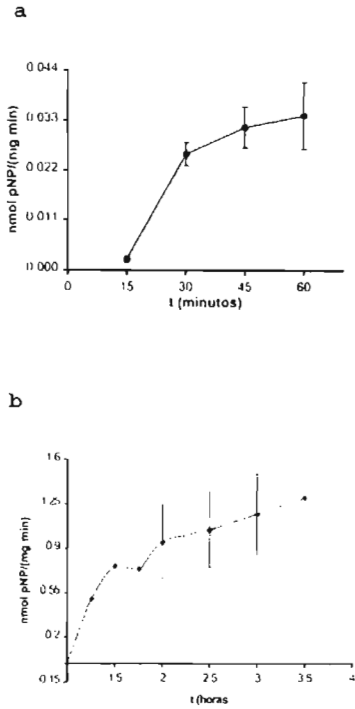 a
0.044
0.033
0.022
0.011
0.000
nmol pNP/(mg min)
0 15 30 45 60
t (minutos)
b
1.6
1.25
0.9
0.55
0.2
-0.15
nmol pNP/(mg min)
1.5 2 2.5 3 3.5 4
t (horas